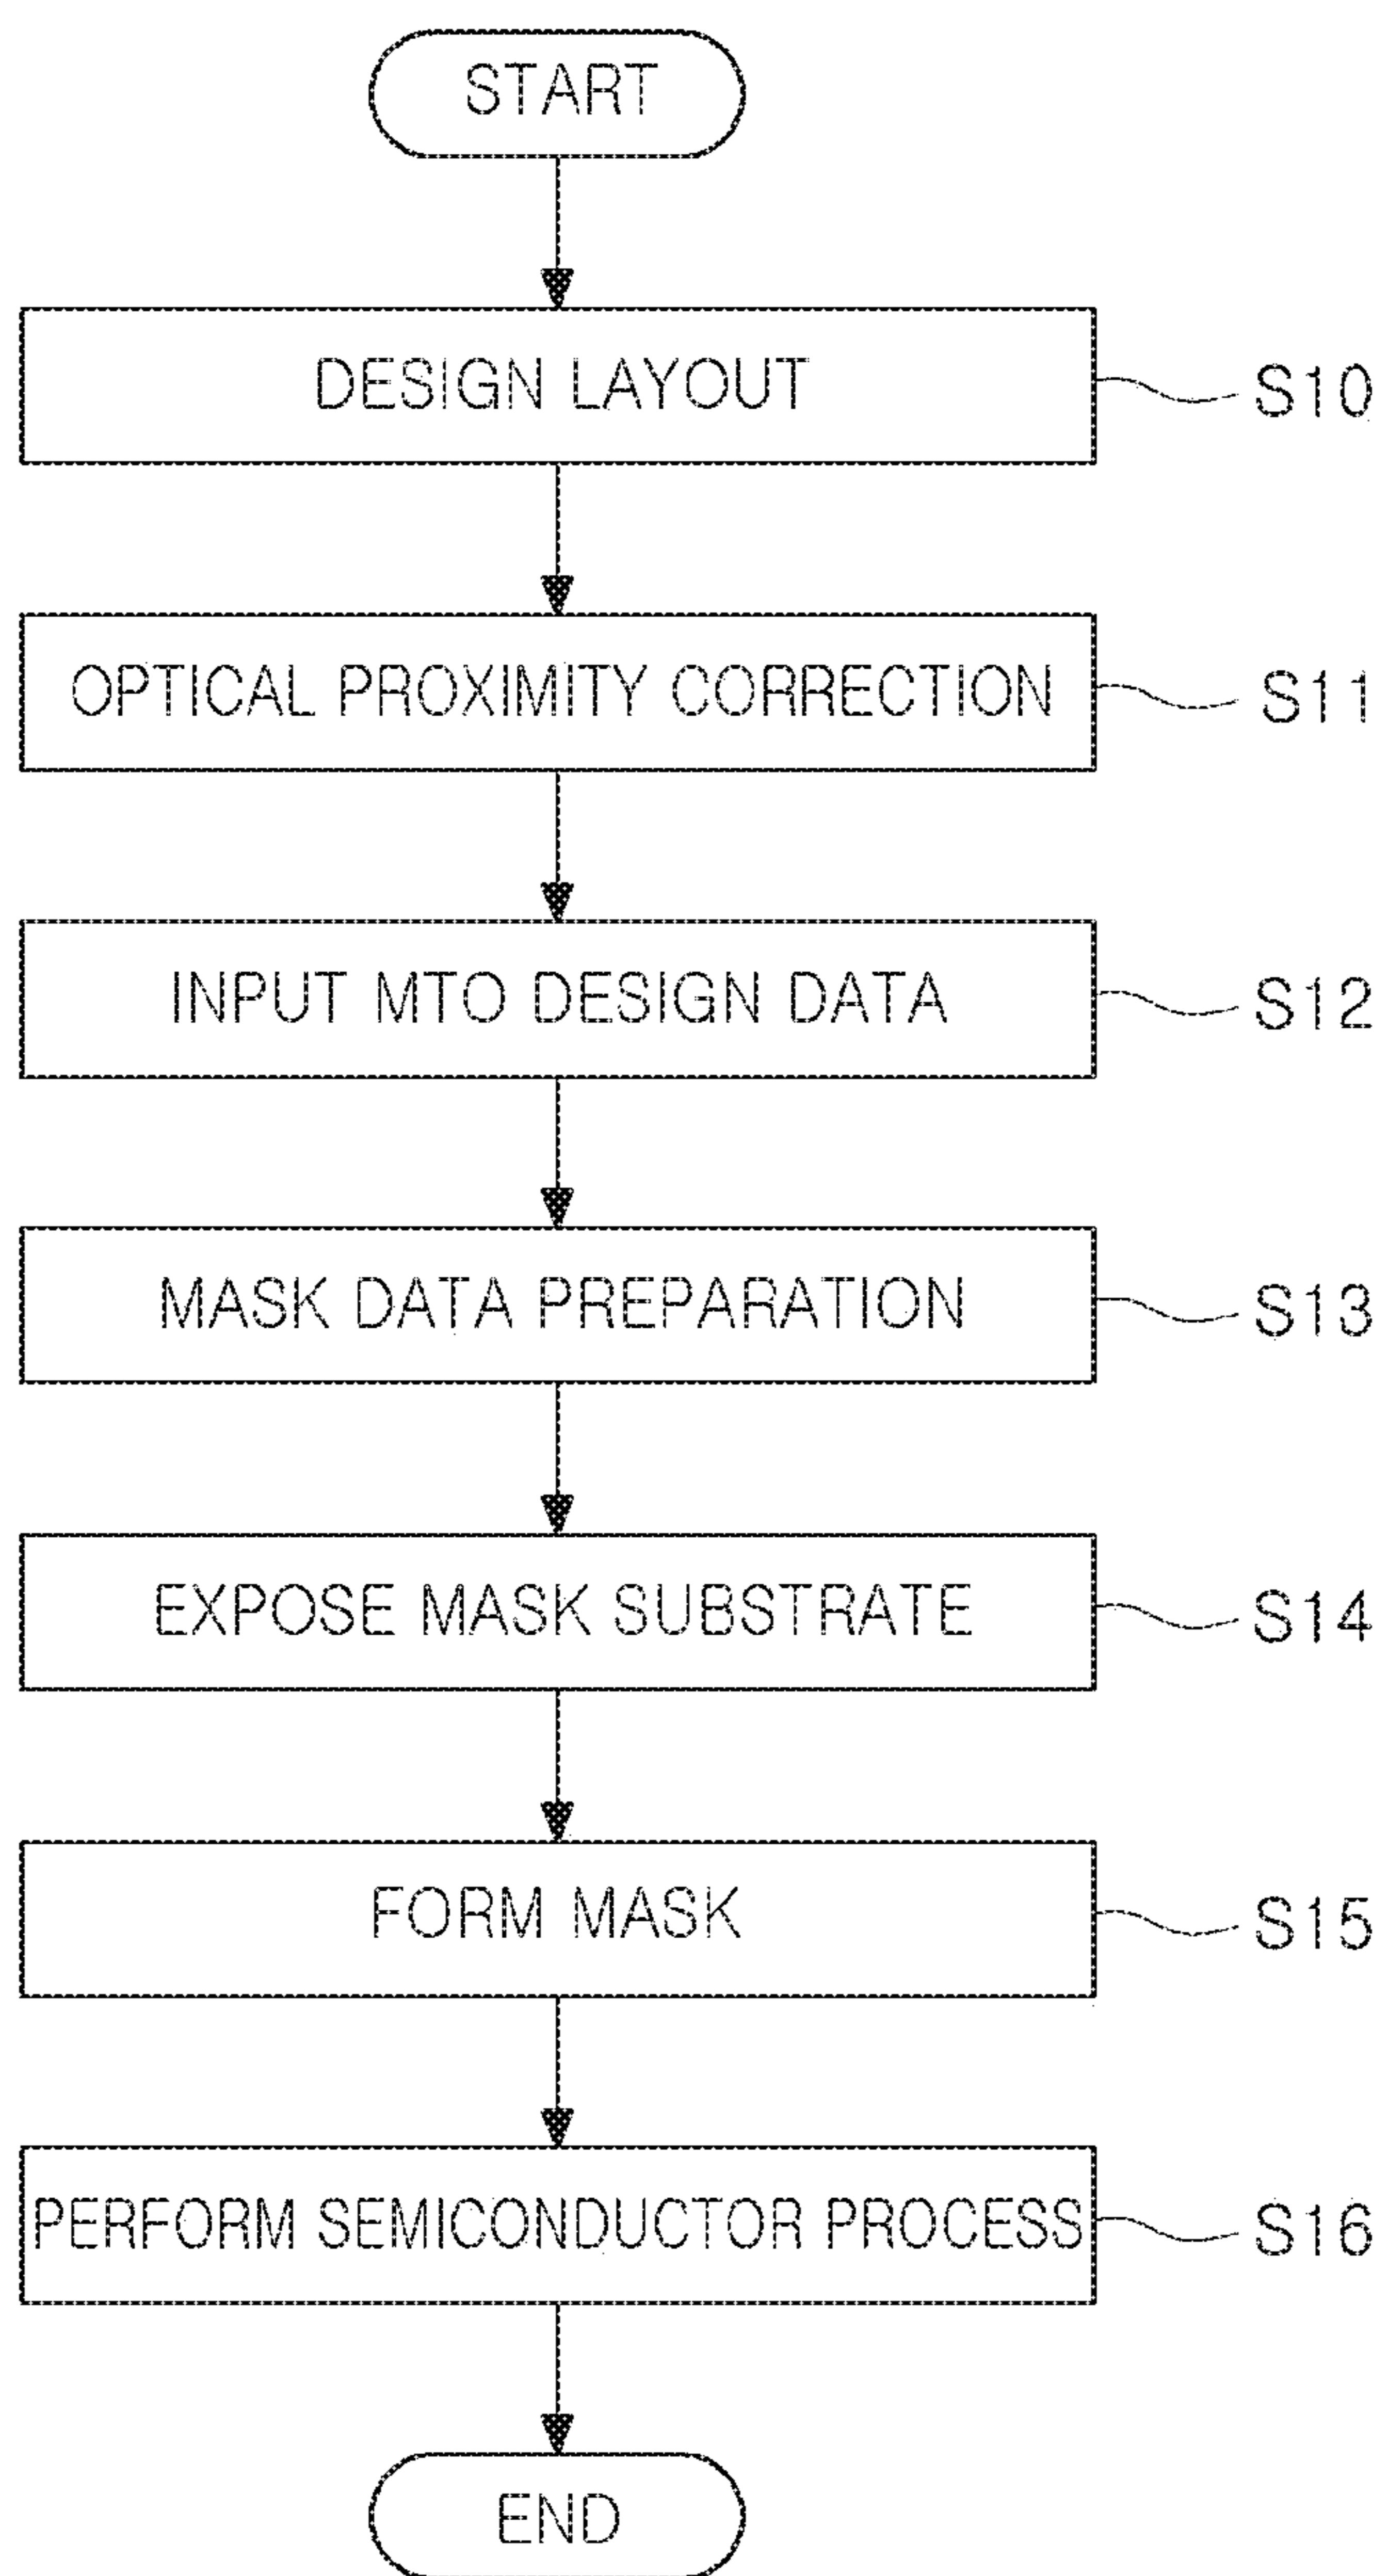 START
DESIGN LAYOUT
S10
OPTICAL PROXIMITY CORRECTION
S11
INPUT MTO DESIGN DATA
S12
MASK DATA PREPARATION
S13
EXPOSE MASK SUBSTRATE
S14
FORM MASK
S15
PERFORM SEMICONDUCTOR PROCESS
S16
END